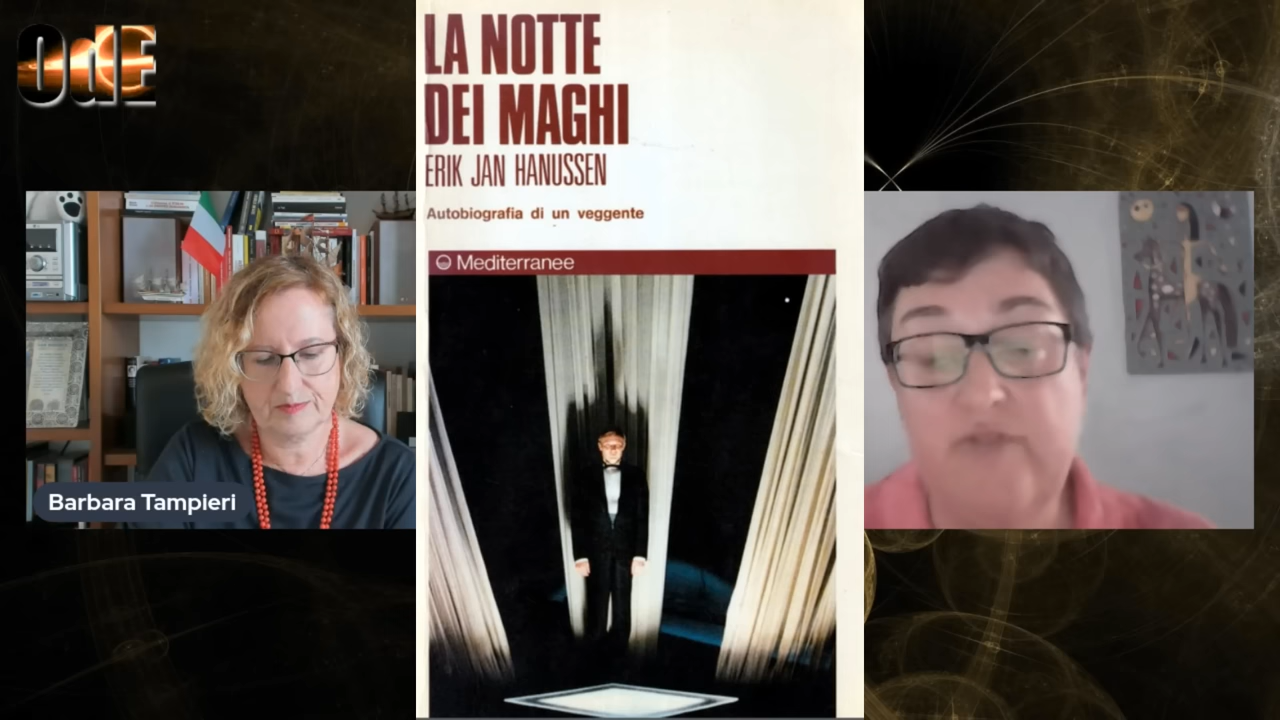 OdE
LA NOTTE
DEI MAGHI
ERIK JAN HANUSSEN
Autobiografia di un veggente
Mediterranee
Barbara Tampieri